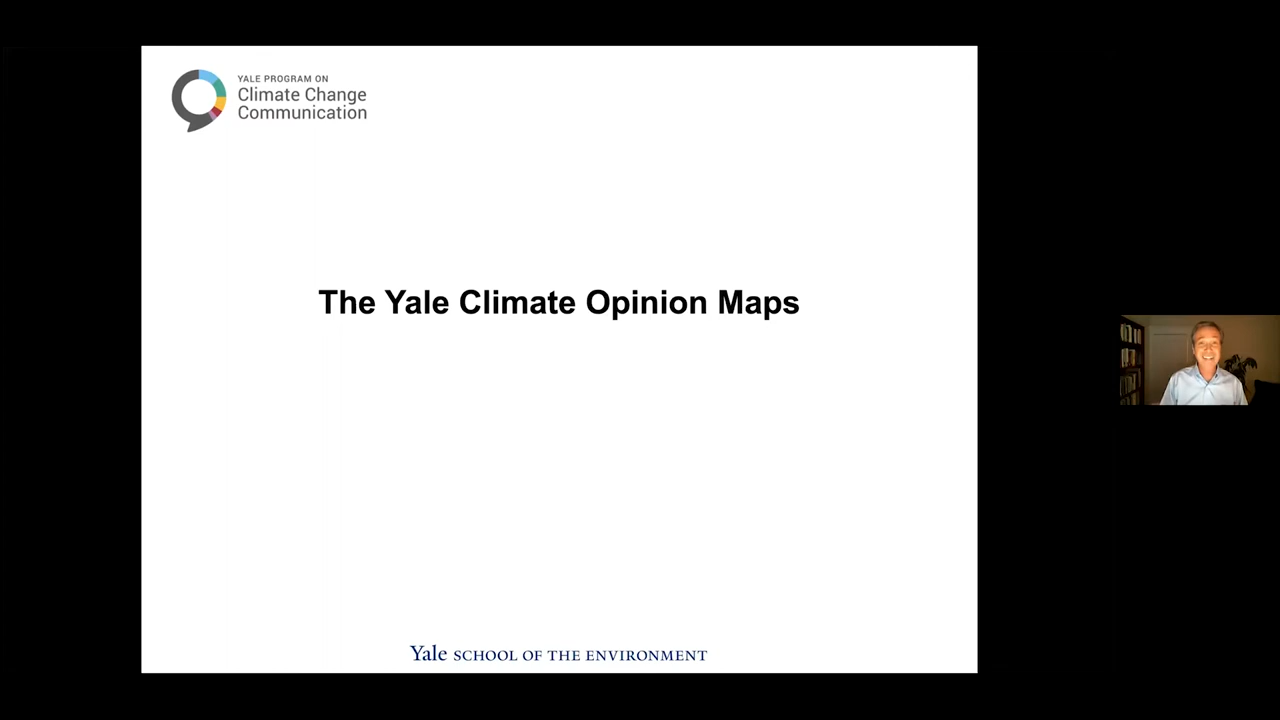 YALE PROGRAM ON
Climate Change
Communication
The Yale Climate Opinion Maps
Yale SCHOOL OF THE ENVIRONMENT